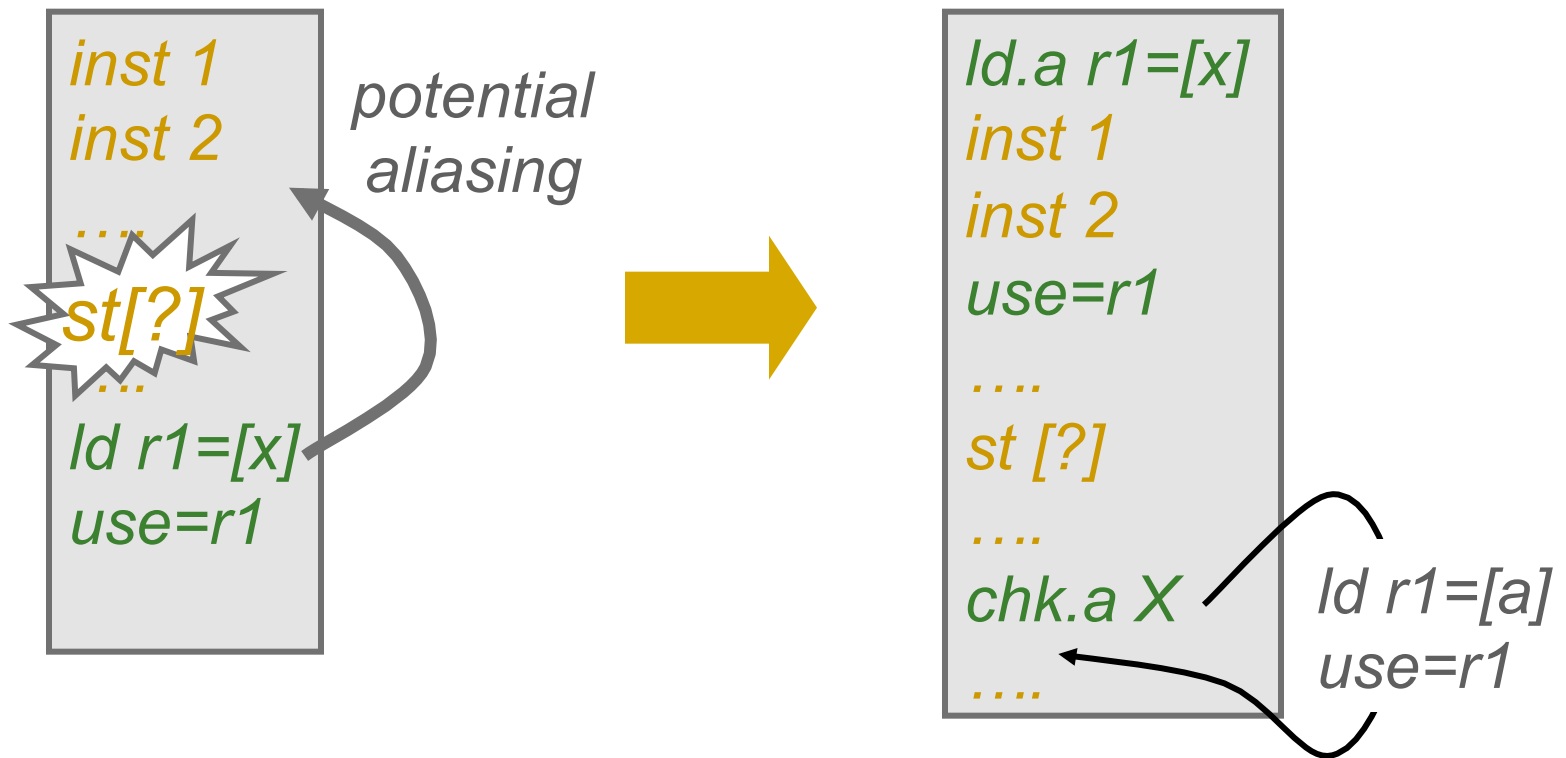 inst 1
inst 2
….
st[?]
….
ld r1=[x]
use=r1
potential
aliasing
ld.a r1=[x]
inst 1
inst 2
use=r1
….
st [?]
….
chk.a X
….
ld r1=[a]
use=r1